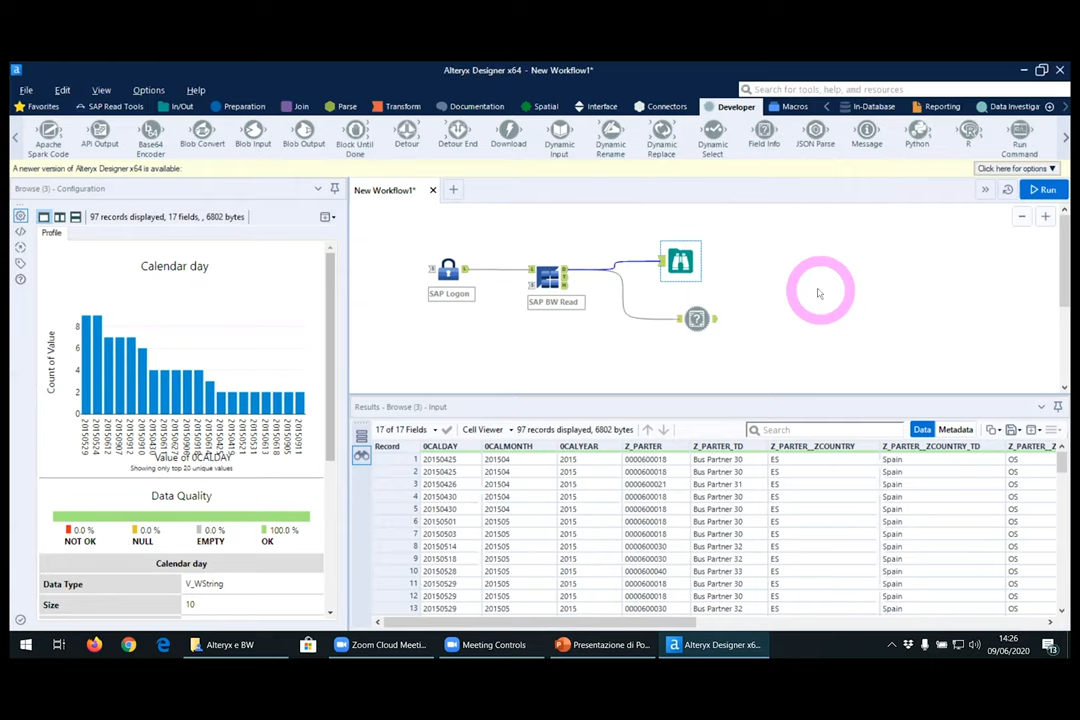 Alteryx Designer x64 - New Workflow1*
File Edit View Options Help
Search for tools, help, and resources
Favorites SAP Read Tools In/Out Preparation Join Parse Transform Documentation Spatial Interface Connectors Developer Macros In-Database Reporting Data Investiga
Apache Spark Code
API Output
Base64 Encoder
Blob Convert
Blob Input
Blob Output
Block Until Done
Detour
Detour End
Download
Dynamic Input
Dynamic Rename
Dynamic Replace
Dynamic Select
Field Info
JSON Parse
Message
Python
R
Run Command
A newer version of Alteryx Designer x64 is available:
Click here for options
Browse (3) - Configuration
New Workflow1*
Run
97 records displayed, 17 fields, , 6802 bytes
Profile
Calendar day
Count of Value
8
6
4
2
0
Value of 0CALDAY
Showing only top 20 unique values
Data Quality
0.0 % 0.0 % 0.0 % 100.0 %
NOT OK NULL EMPTY OK
Calendar day
Data Type V_WString
Size 10
SAP Logon
SAP BW Read
Results - Browse (3) - Input
17 of 17 Fields Cell Viewer 97 records displayed, 6802 bytes Search Data Metadata
Record 0CALDAY 0CALMONTH 0CALYEAR Z_PARTER Z_PARTER_TD Z_PARTER__ZCOUNTRY Z_PARTER__ZCOUNTRY_TD Z_PARTER__Z
1 20150425 201504 2015 0000600018 Bus Partner 30 ES Spain OS
2 20150425 201504 2015 0000600018 Bus Partner 30 ES Spain OS
3 20150426 201504 2015 0000600021 Bus Partner 31 ES Spain OS
4 20150430 201504 2015 0000600018 Bus Partner 30 ES Spain OS
5 20150430 201504 2015 0000600018 Bus Partner 30 ES Spain OS
6 20150501 201505 2015 0000600018 Bus Partner 30 ES Spain OS
7 20150503 201505 2015 0000600018 Bus Partner 30 ES Spain OS
8 20150514 201505 2015 0000600030 Bus Partner 32 ES Spain OS
9 20150518 201505 2015 0000600030 Bus Partner 32 ES Spain OS
10 20150528 201505 2015 0000600040 Bus Partner 33 ES Spain OS
11 20150529 201505 2015 0000600018 Bus Partner 30 ES Spain OS
12 20150529 201505 2015 0000600018 Bus Partner 30 ES Spain OS
13 20150529 201505 2015 0000600030 Bus Partner 32 ES Spain OS
Alteryx e BW
Zoom Cloud Meeti...
Meeting Controls
Presentazione di Po...
Alteryx Designer x6...
14:26
09/06/2020
13